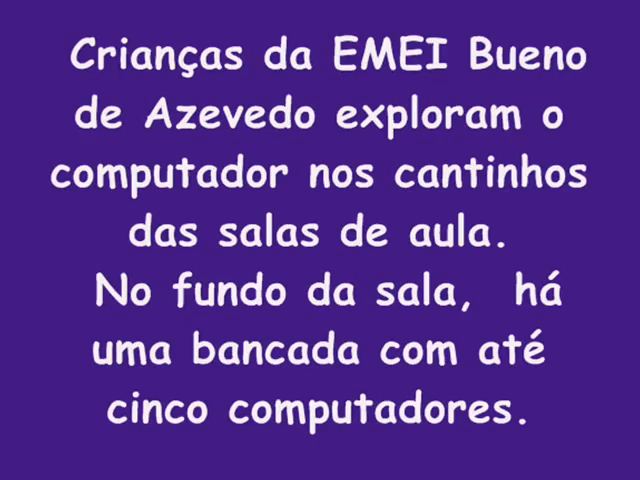 Crianças da EMEI Bueno
de Azevedo exploram o
computador nos cantinhos
das salas de aula.
No fundo da sala, há
uma bancada com até
cinco computadores.